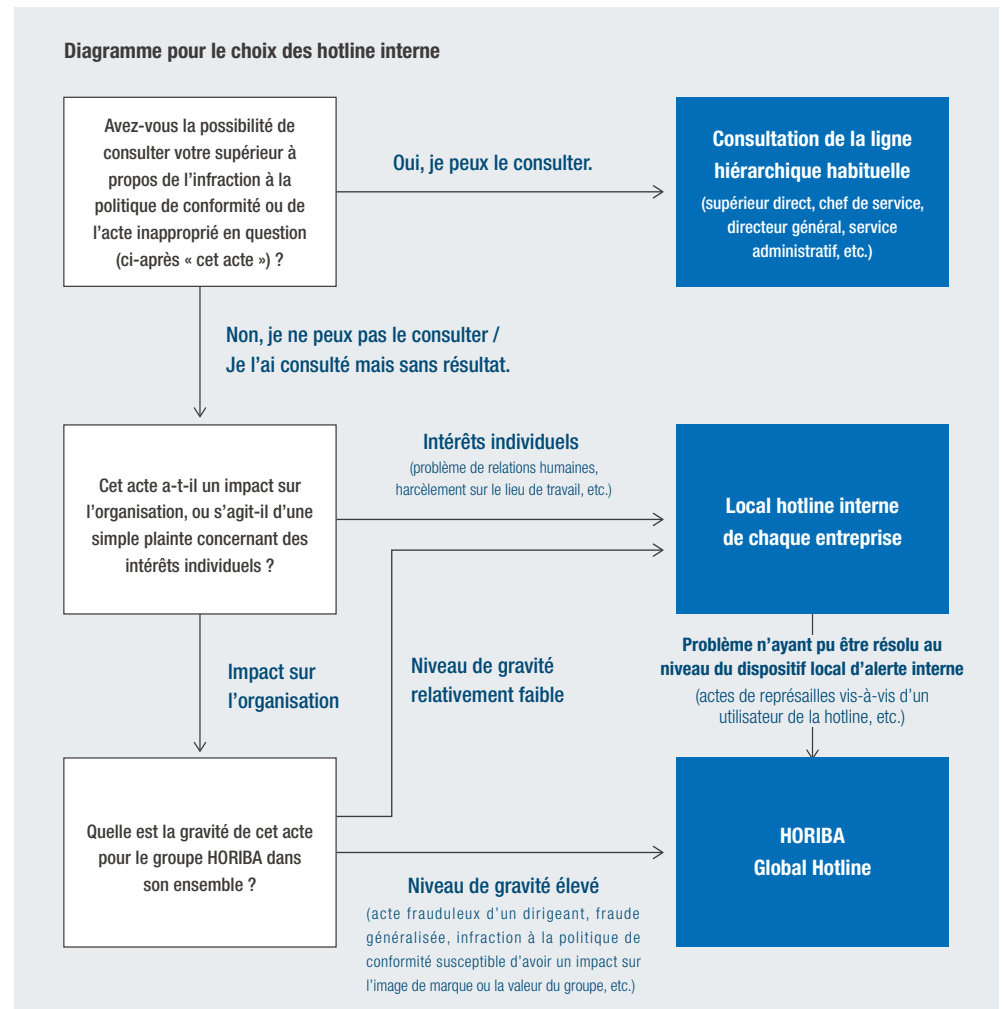 Diagramme pour le choix des hotline interne
Avez-vous la possibilité de
consulter votre supérieur à
propos de l'infraction à la
politique de conformité ou de
l'acte inapproprié en question
(ci-après « cet acte ») ?
Oui, je peux le consulter.
Consultation de la ligne
hiérarchique habituelle
(supérieur direct, chef de service,
directeur général, service
administratif, etc.)
Non, je ne peux pas le consulter /
Je l'ai consulté mais sans résultat.
Cet acte a-t-il un impact sur
l'organisation, ou s'agit-il d'une
simple plainte concernant des
intérêts individuels ?
Intérêts individuels
(problème de relations humaines,
harcèlement sur le lieu de travail, etc.)
Local hotline interne
de chaque entreprise
Impact sur
l'organisation
Niveau de gravité
relativement faible
Problème n'ayant pu être résolu au
niveau du dispositif local d'alerte interne
(actes de représailles vis-à-vis d'un
utilisateur de la hotline, etc.)
Quelle est la gravité de cet acte
pour le groupe HORIBA dans
son ensemble ?
Niveau de gravité élevé
(acte frauduleux d'un dirigeant, fraude
généralisée, infraction à la politique de
conformité susceptible d'avoir un impact sur
l'image de marque ou la valeur du groupe, etc.)
HORIBA
Global Hotline